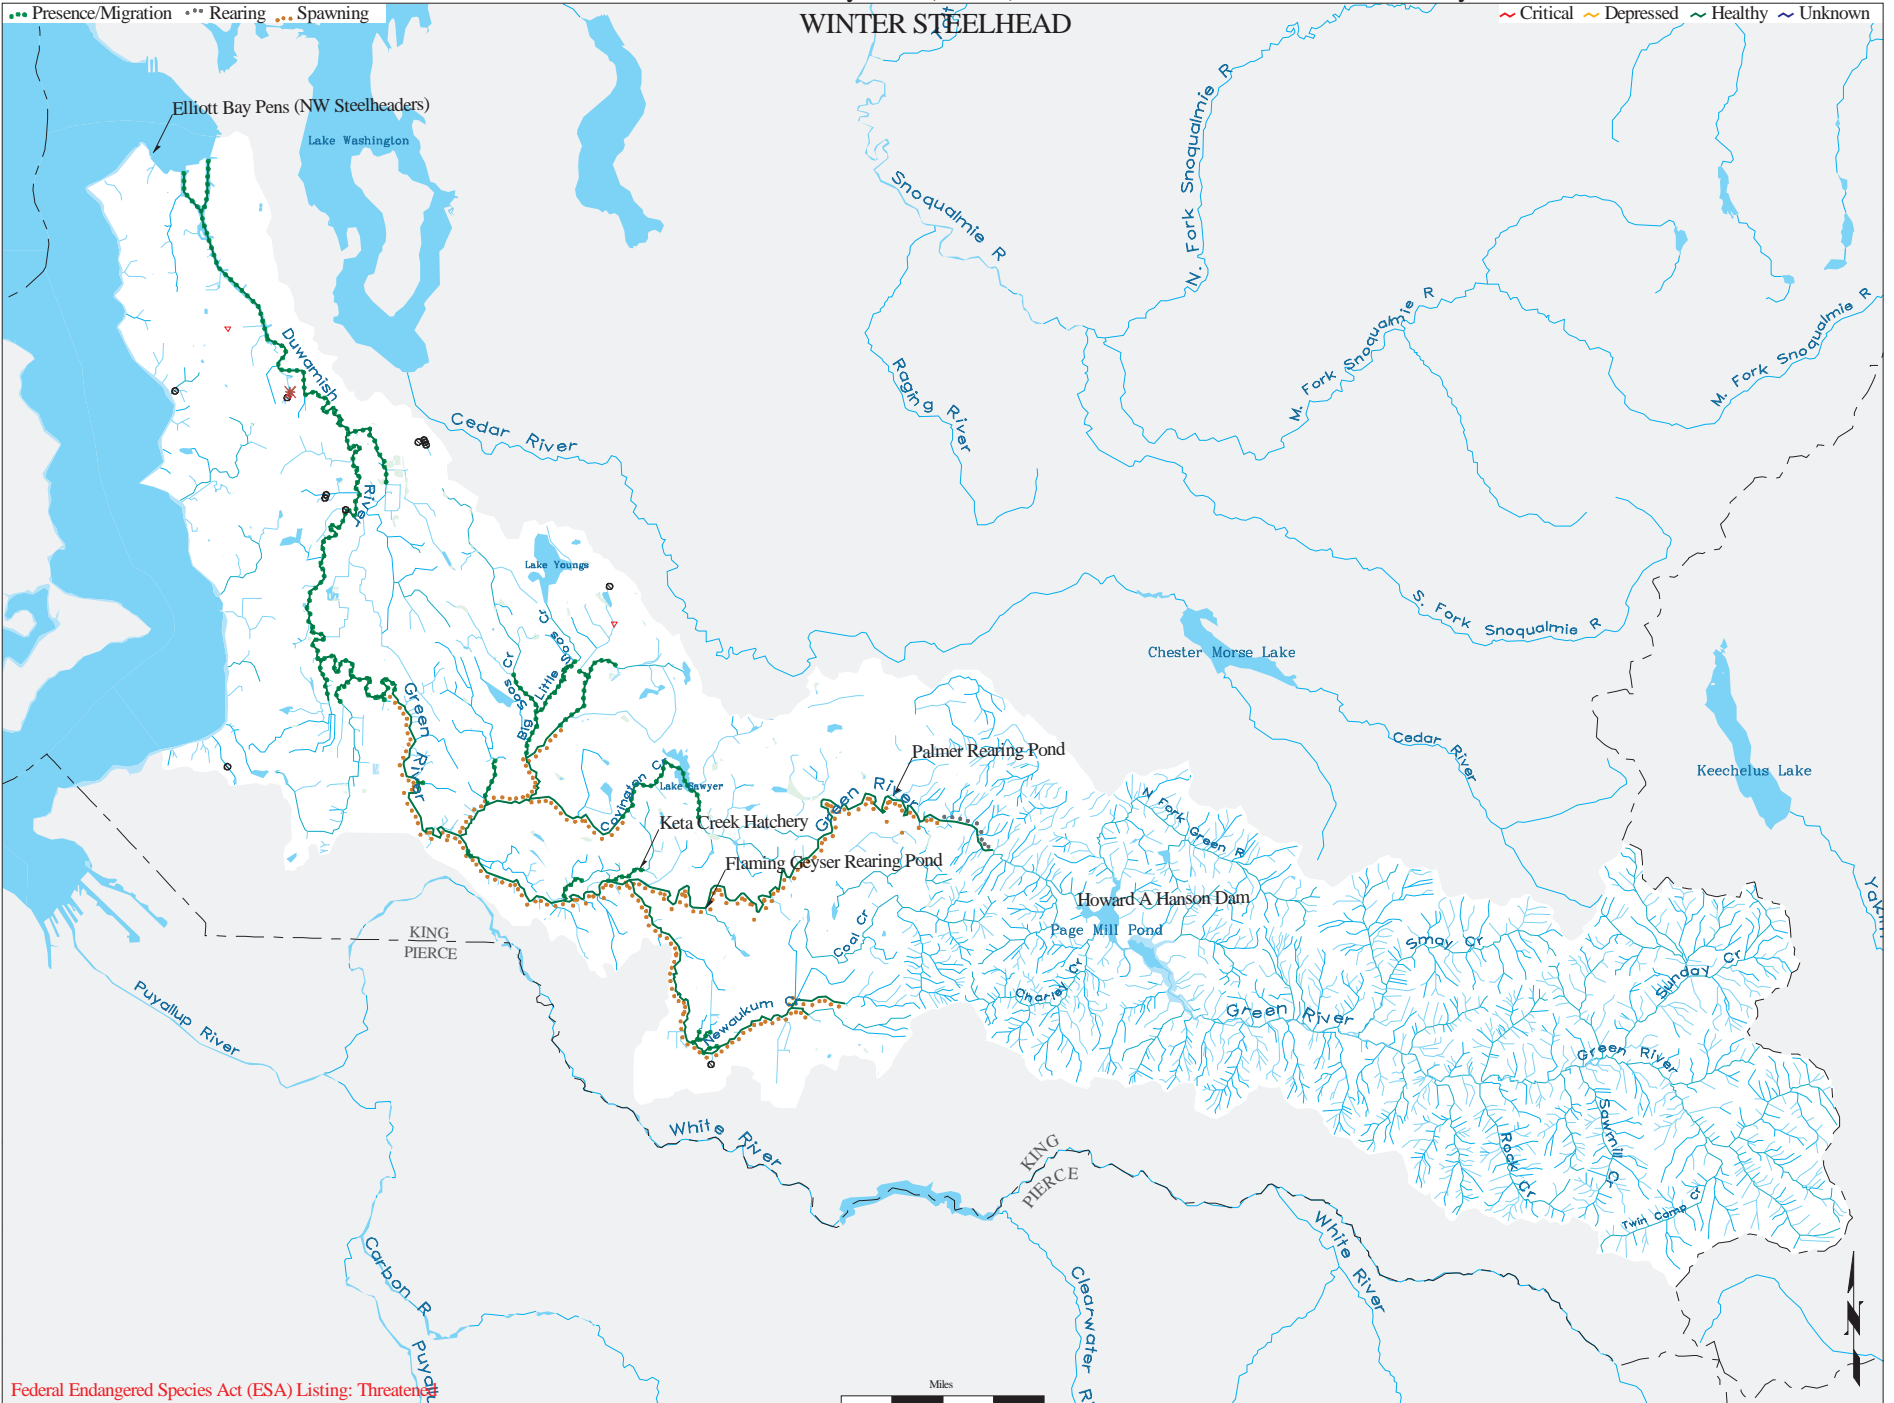 Presence/Migration Rearing Spawning
WINTER STEELHEAD
Critical Depressed Healthy Unknown
Elliott Bay Pens (NW Steelheaders)
Lake Washington
N. Fork Snoqualmie R
Snoqualmie R
M. Fork Snoqualmie R
M. Fork Snoqualmie R
Raging River
Duwamish
River
Cedar River
Lake Youngs
S. Fork Snoqualmie R
Chester Morse Lake
Little Soos Cr
Big Soos Cr
Green River
Cedar River
Keechelus Lake
Palmer Rearing Pond
Covington C
Lake Sawyer
Green River
N Fork Green R
Keta Creek Hatchery
Flaming Geyser Rearing Pond
Howard A Hanson Dam
Page Mill Pond
Coal Cr
Charley Cr
Smay Cr
Sunday Cr
KING
PIERCE
Puyallup River
Newaukum C
Green River
Green River
White River
KING
PIERCE
Rock Cr
Sawmill Cr
Twin Camp Cr
White River
Carbon R
Clearwater
Federal Endangered Species Act (ESA) Listing: Threatened
Miles
N